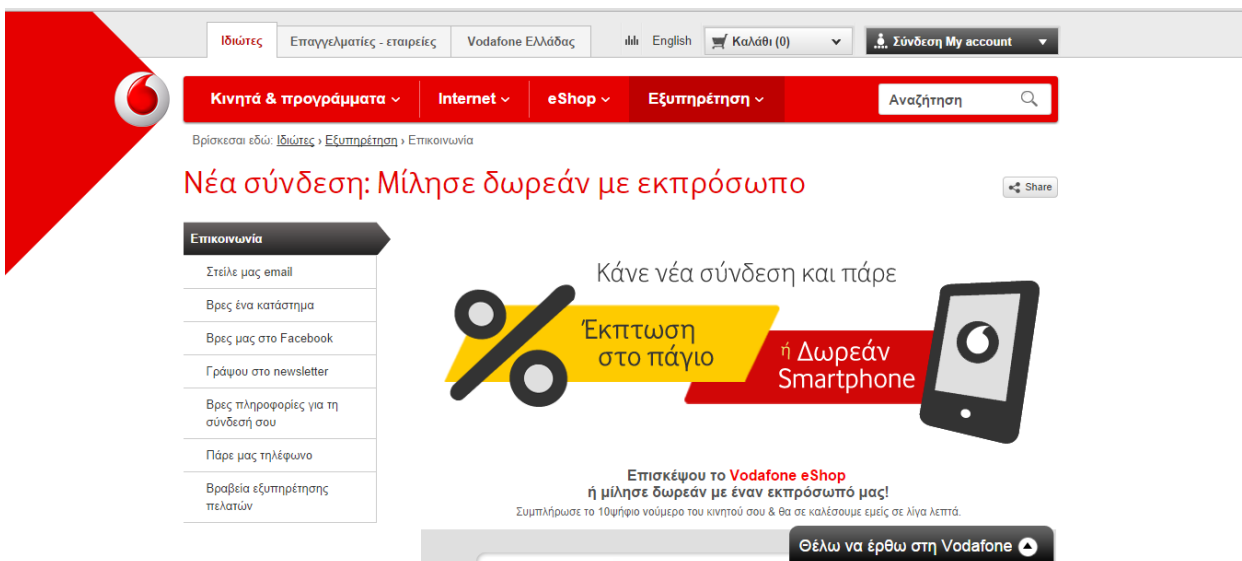 Ιδιώτες
Επαγγελματίες - εταιρείες
Vodafone Ελλάδας
English
Καλάθι (0)
Σύνδεση My account
Κινητά & προγράμματα
Internet
eShop
Εξυπηρέτηση
Αναζήτηση
Βρίσκεσαι εδώ: Ιδιώτες › Εξυπηρέτηση › Επικοινωνία
Νέα σύνδεση: Μίλησε δωρεάν με εκπρόσωπο
Share
Επικοινωνία
Στείλε μας email
Βρες ένα κατάστημα
Βρες μας στο Facebook
Γράψου στο newsletter
Βρες πληροφορίες για τη
σύνδεσή σου
Πάρε μας τηλέφωνο
Βραβεία εξυπηρέτησης
πελατών
Κάνε νέα σύνδεση και πάρε
Έκπτωση
στο πάγιο
ή Δωρεάν
Smartphone
Επισκέψου το Vodafone eShop
ή μίλησε δωρεάν με έναν εκπρόσωπό μας!
Συμπλήρωσε το 10ψήφιο νούμερο του κινητού σου & θα σε καλέσουμε εμείς σε λίγα λεπτά.
Θέλω να έρθω στη Vodafone